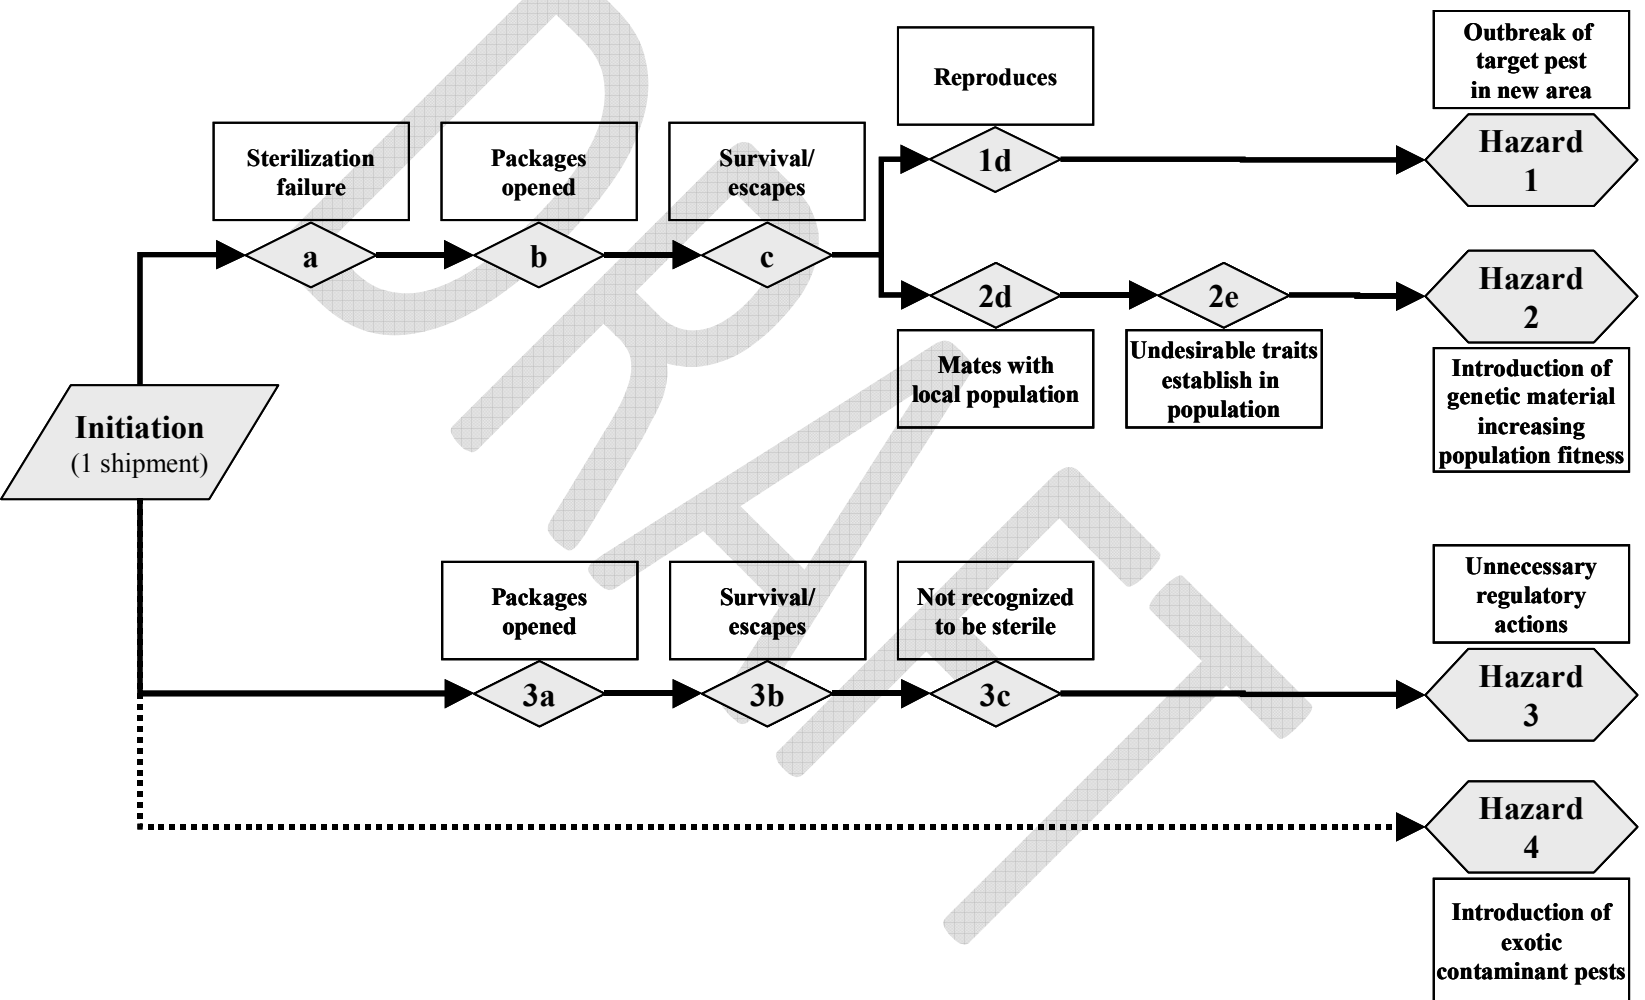 Outbreak of
target pest
in new area
Reproduces
Sterilization
failure
Packages
opened
Survival/
escapes
1d
Hazard
1
a
b
c
2d
2e
Hazard
2
Mates with
local population
Undesirable traits
establish in
population
Introduction of
genetic material
increasing
population fitness
Initiation
(1 shipment)
Packages
opened
Survival/
escapes
Not recognized
to be sterile
Unnecessary
regulatory
actions
3a
3b
3c
Hazard
3
Hazard
4
Introduction of
exotic
contaminant pests
DRAFT